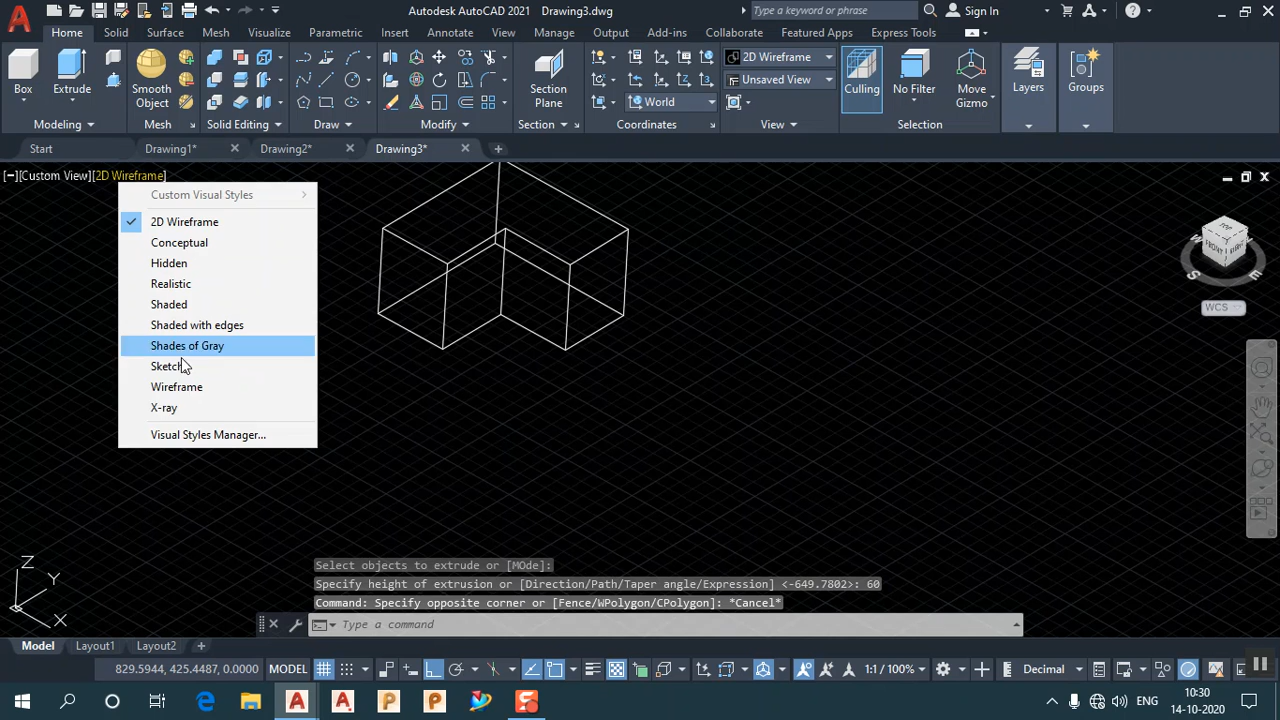 Autodesk AutoCAD 2021 Drawing3.dwg
Type a keyword or phrase
Sign In
Home Solid Surface Mesh Visualize Parametric Insert Annotate View Manage Output Add-ins Collaborate Express Tools Featured Apps
Box
Extrude
Smooth Object
Section Plane
2D Wireframe
Unsaved View
World
Culling
No Filter
Move Gizmo
Layers
Groups
Modeling Mesh Solid Editing Draw Modify Section Coordinates View Selection
Start Drawing1* Drawing2* Drawing3*
[−][Custom View][2D Wireframe]
Custom Visual Styles
2D Wireframe
Conceptual
Hidden
Realistic
Shaded
Shaded with edges
Shades of Gray
Sketch
Wireframe
X-ray
Visual Styles Manager...
TOP
FRONT
RIGHT
W
S
E
WCS
Z
Y
X
Select objects to extrude or [MOde]:
Specify height of extrusion or [Direction/Path/Taper angle/Expression] <-649.7802>: 60
Command: Specify opposite corner or [Fence/WPolygon/CPolygon]: *Cancel*
Type a command
Model Layout1 Layout2
829.5944, 425.4487, 0.0000 MODEL
1:1 / 100%
Decimal
ENG
10:30
14-10-2020